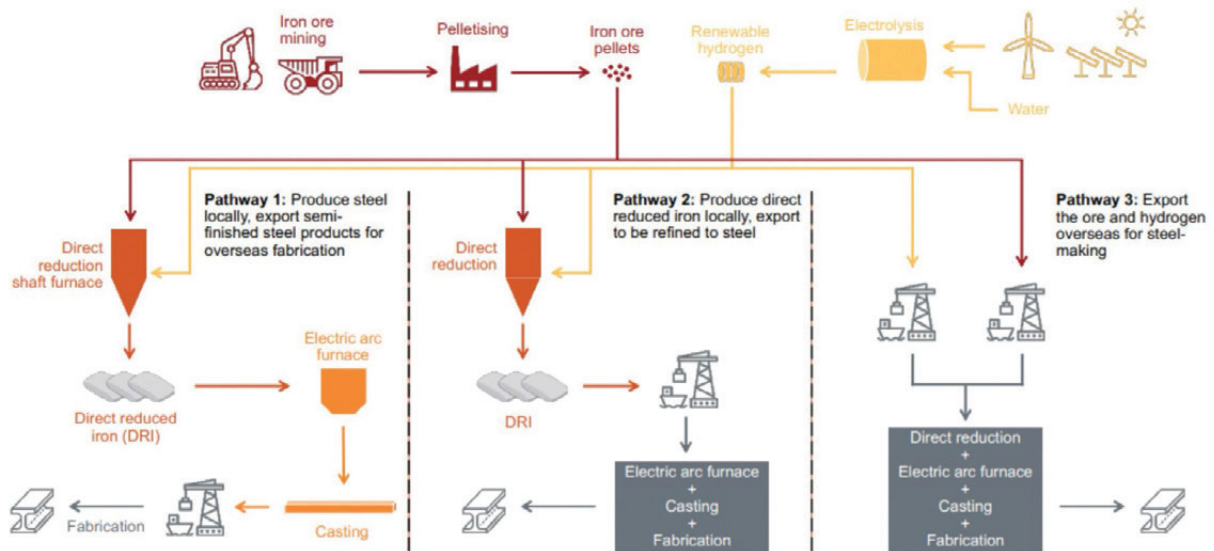 Iron ore
mining
Pelletising
Iron ore
pellets
Renewable
hydrogen
Electrolysis
Water
Pathway 1: Produce steel
locally, export semi-
finished steel products for
overseas fabrication
Direct
reduction
shaft furnace
Electric arc
furnace
Direct reduced
iron (DRI)
Fabrication
Casting
Pathway 2: Produce direct
reduced iron locally, export
to be refined to steel
Direct
reduction
DRI
Electric arc furnace
+
Casting
+
Fabrication
Pathway 3: Export
the ore and hydrogen
overseas for steel-
making
Direct reduction
+
Electric arc furnace
+
Casting
+
Fabrication